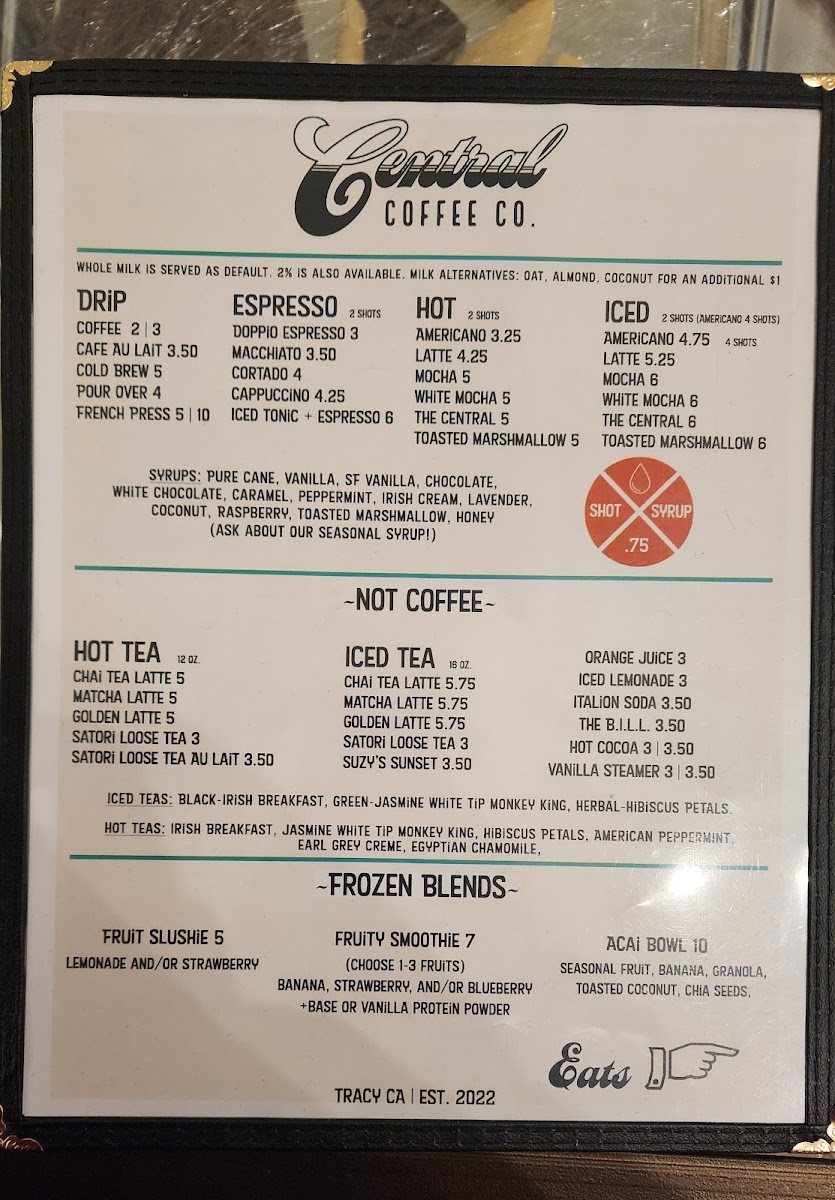 Central
COFFEE CO.
WHOLE MILK IS SERVED AS DEFAULT. 2% IS ALSO AVAILABLE. MILK ALTERNATIVES: OAT, ALMOND, COCONUT FOR AN ADDITIONAL $1
DRIP
COFFEE 2 | 3
CAFE AU LAIT 3.50
COLD BREW 5
POUR OVER 4
FRENCH PRESS 5 | 10
ESPRESSO 2 SHOTS
DOPPIO ESPRESSO 3
MACCHIATO 3.50
CORTADO 4
CAPPUCCINO 4.25
ICED TONIC + ESPRESSO 6
HOT 2 SHOTS
AMERICANO 3.25
LATTE 4.25
MOCHA 5
WHITE MOCHA 5
THE CENTRAL 5
TOASTED MARSHMALLOW 5
ICED 2 SHOTS (AMERICANO 4 SHOTS)
AMERICANO 4.75 4 SHOTS
LATTE 5.25
MOCHA 6
WHITE MOCHA 6
THE CENTRAL 6
TOASTED MARSHMALLOW 6
SYRUPS: PURE CANE, VANILLA, SF VANILLA, CHOCOLATE,
WHITE CHOCOLATE, CARAMEL, PEPPERMINT, IRISH CREAM, LAVENDER,
COCONUT, RASPBERRY, TOASTED MARSHMALLOW, HONEY
(ASK ABOUT OUR SEASONAL SYRUP!)
SHOT SYRUP
.75
~NOT COFFEE~
HOT TEA 12 OZ.
CHAI TEA LATTE 5
MATCHA LATTE 5
GOLDEN LATTE 5
SATORI LOOSE TEA 3
SATORI LOOSE TEA AU LAIT 3.50
ICED TEA 16 OZ.
CHAI TEA LATTE 5.75
MATCHA LATTE 5.75
GOLDEN LATTE 5.75
SATORI LOOSE TEA 3
SUZY'S SUNSET 3.50
ORANGE JUICE 3
ICED LEMONADE 3
ITALION SODA 3.50
THE B.I.L.L. 3.50
HOT COCOA 3 | 3.50
VANILLA STEAMER 3 | 3.50
ICED TEAS: BLACK-IRISH BREAKFAST, GREEN-JASMINE WHITE TIP MONKEY KING, HERBAL-HIBISCUS PETALS.
HOT TEAS: IRISH BREAKFAST, JASMINE WHITE TIP MONKEY KING, HIBISCUS PETALS, AMERICAN PEPPERMINT,
EARL GREY CREME, EGYPTIAN CHAMOMILE,
~FROZEN BLENDS~
FRUIT SLUSHIE 5
LEMONADE AND/OR STRAWBERRY
FRUITY SMOOTHIE 7
(CHOOSE 1-3 FRUITS)
BANANA, STRAWBERRY, AND/OR BLUEBERRY
+BASE OR VANILLA PROTEIN POWDER
ACAI BOWL 10
SEASONAL FRUIT, BANANA, GRANOLA,
TOASTED COCONUT, CHIA SEEDS,
Eats
TRACY CA | EST. 2022